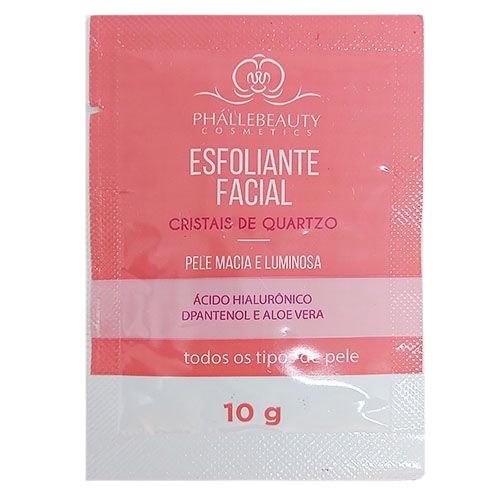 PHÁLLEBEAUTY
COSMETICS
ESFOLIANTE
FACIAL
CRISTAIS DE QUARTZO
PELE MACIA E LUMINOSA
ÁCIDO HIALURÔNICO
DPANTENOL E ALOE VERA
todos os tipos de pele
10 g